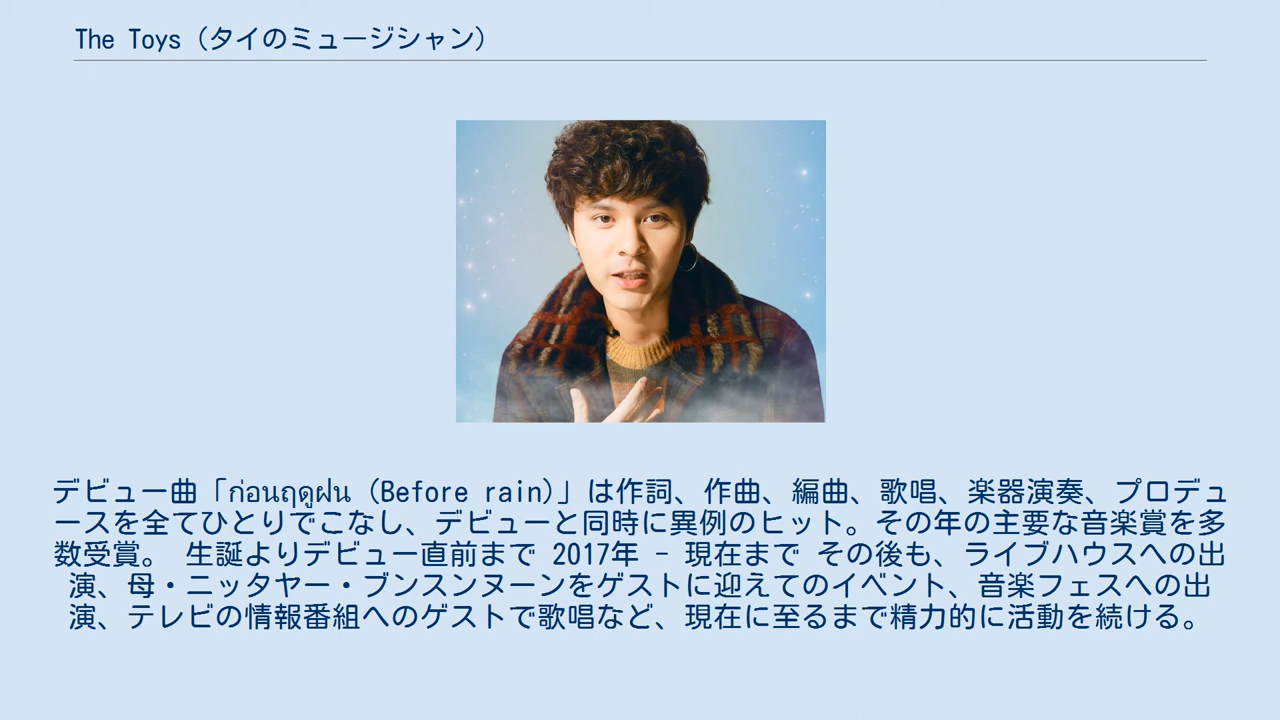 The Toys（タイのミュージシャン）
デビュー曲「ก่อนฤดูฝน（Before rain)」は作詞、作曲、編曲、歌唱、楽器演奏、プロデュ
ースを全てひとりでこなし、デビューと同時に異例のヒット。その年の主要な音楽賞を多
数受賞。 生誕よりデビュー直前まで 2017年 - 現在まで その後も、ライブハウスへの出
演、母・ニッタヤー・ブンスンヌーンをゲストに迎えてのイベント、音楽フェスへの出
演、テレビの情報番組へのゲストで歌唱など、現在に至るまで精力的に活動を続ける。